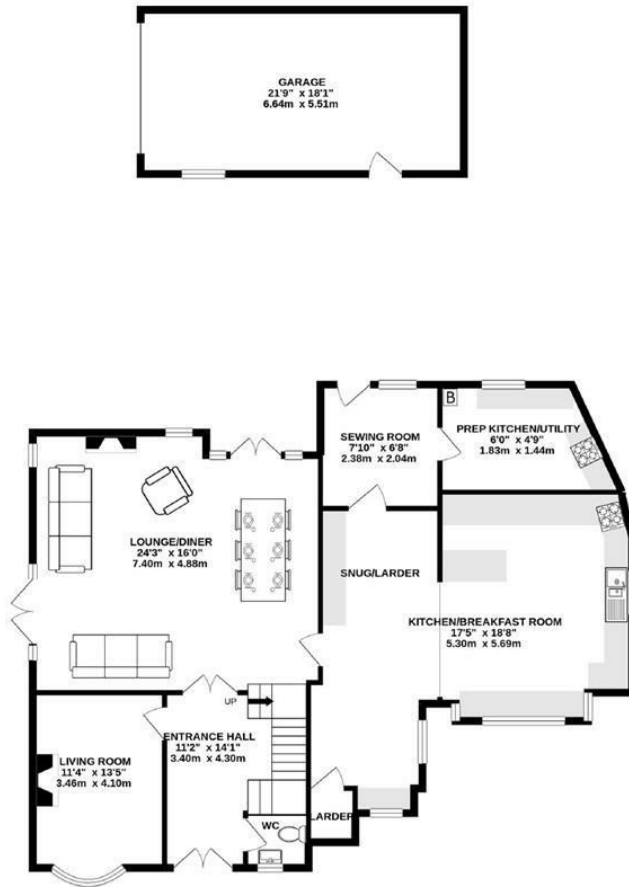 GARAGE
21'9" x 18'1"
6.64m x 5.51m
B
SEWING ROOM
7'10" x 6'8"
2.38m x 2.04m
PREP KITCHEN/UTILITY
6'0" x 4'9"
1.83m x 1.44m
LOUNGE/DINER
24'3" x 16'0"
7.40m x 4.88m
SNUG/LARDER
KITCHEN/BREAKFAST ROOM
17'5" x 18'8"
5.30m x 5.69m
UP
ENTRANCE HALL
11'2" x 14'1"
3.40m x 4.30m
LIVING ROOM
11'4" x 13'5"
3.46m x 4.10m
WC
LARDER